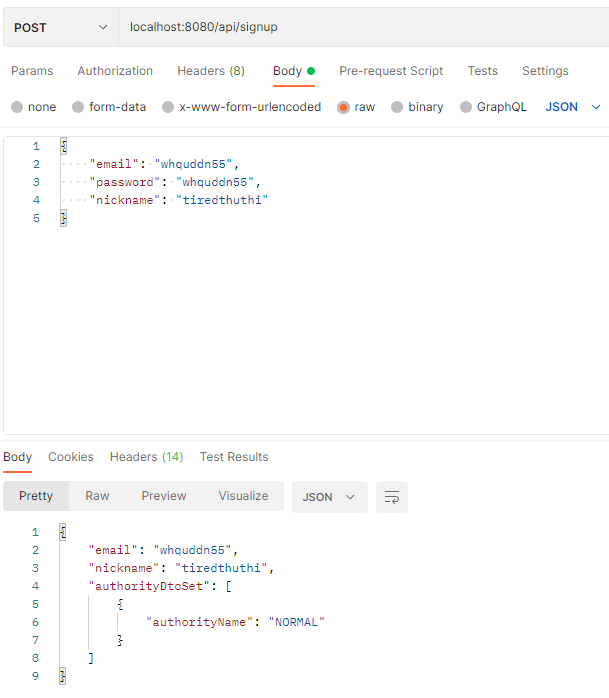 POST localhost:8080/api/signup
Params Authorization Headers (8) Body Pre-request Script Tests Settings
none form-data x-www-form-urlencoded raw binary GraphQL JSON
1 {
2 "email": "whquddn55",
3 "password": "whquddn55",
4 "nickname": "tiredthuthi"
5 }
Body Cookies Headers (14) Test Results
Pretty Raw Preview Visualize JSON
1 {
2 "email": "whquddn55",
3 "nickname": "tiredthuthi",
4 "authorityDtoSet": [
5 {
6 "authorityName": "NORMAL"
7 }
8 ]
9 }